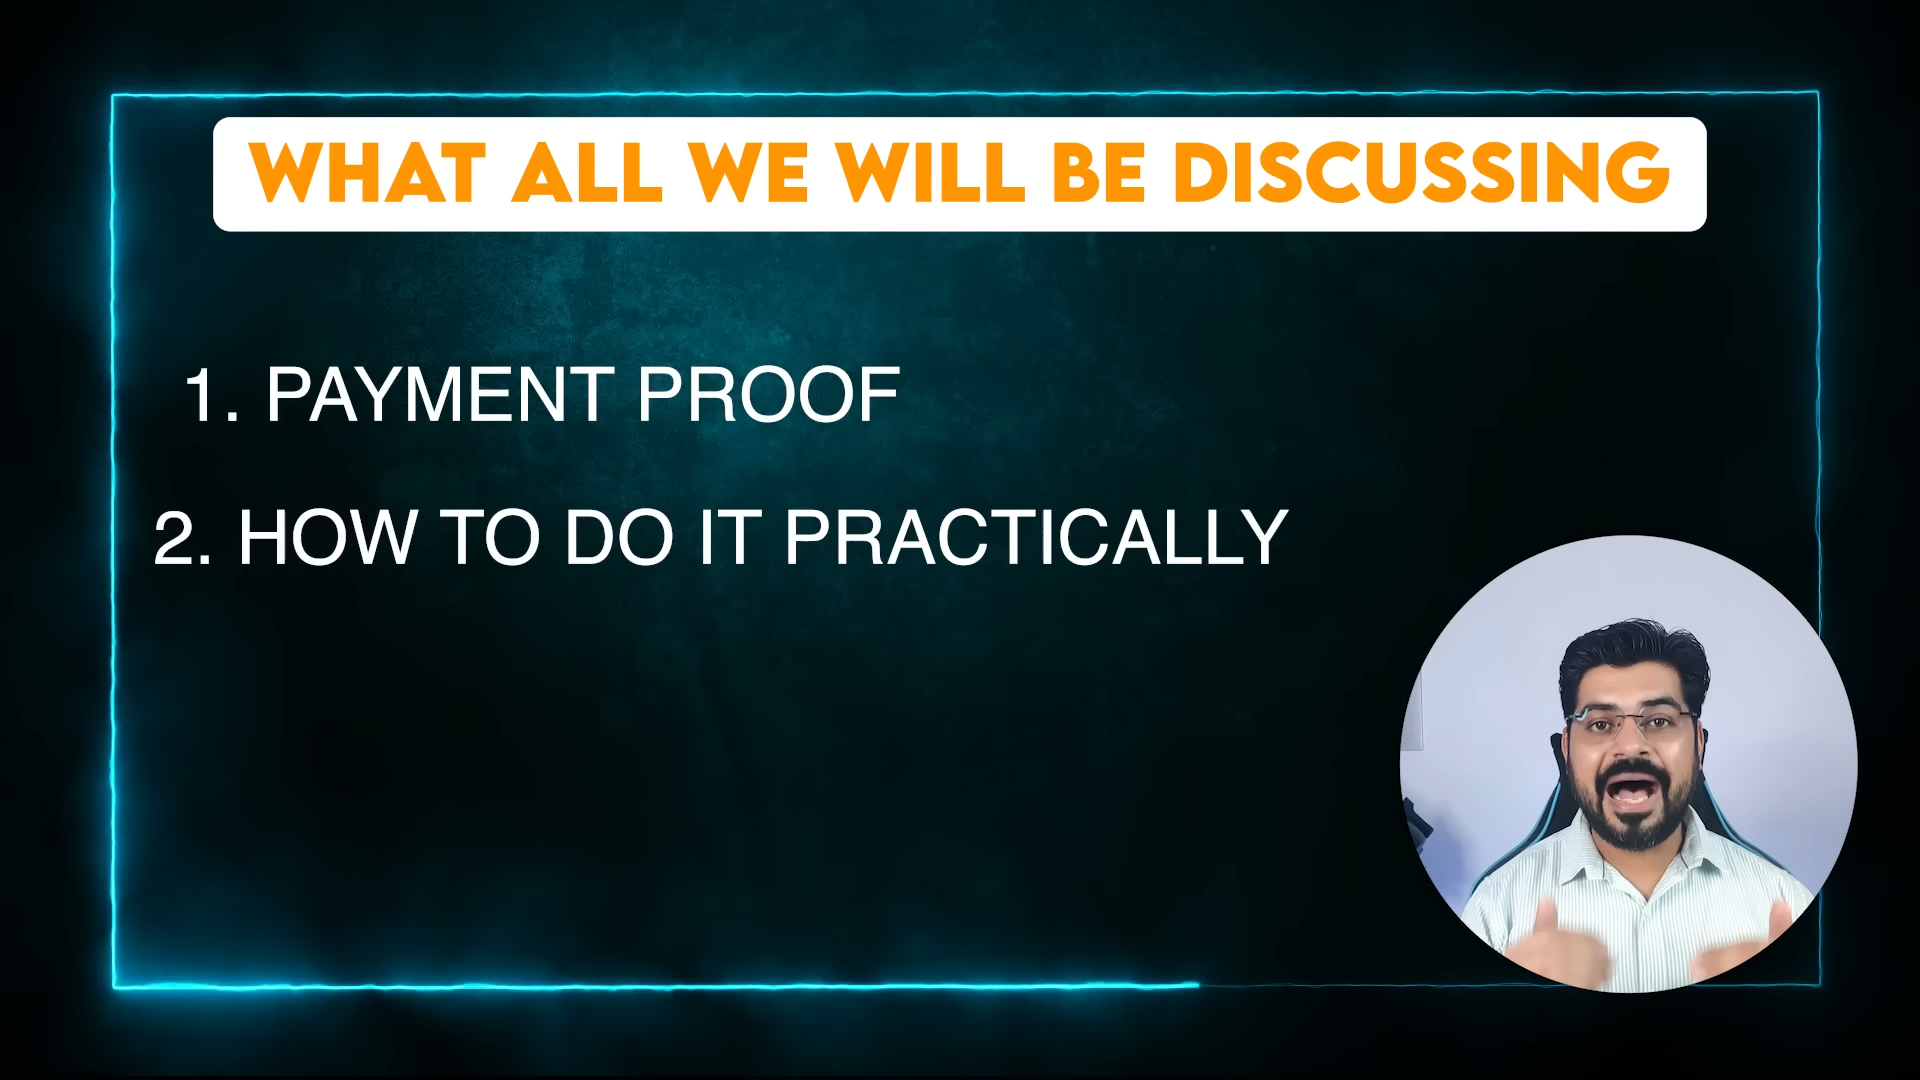 WHAT ALL WE WILL BE DISCUSSING
1. PAYMENT PROOF
2. HOW TO DO IT PRACTICALLY